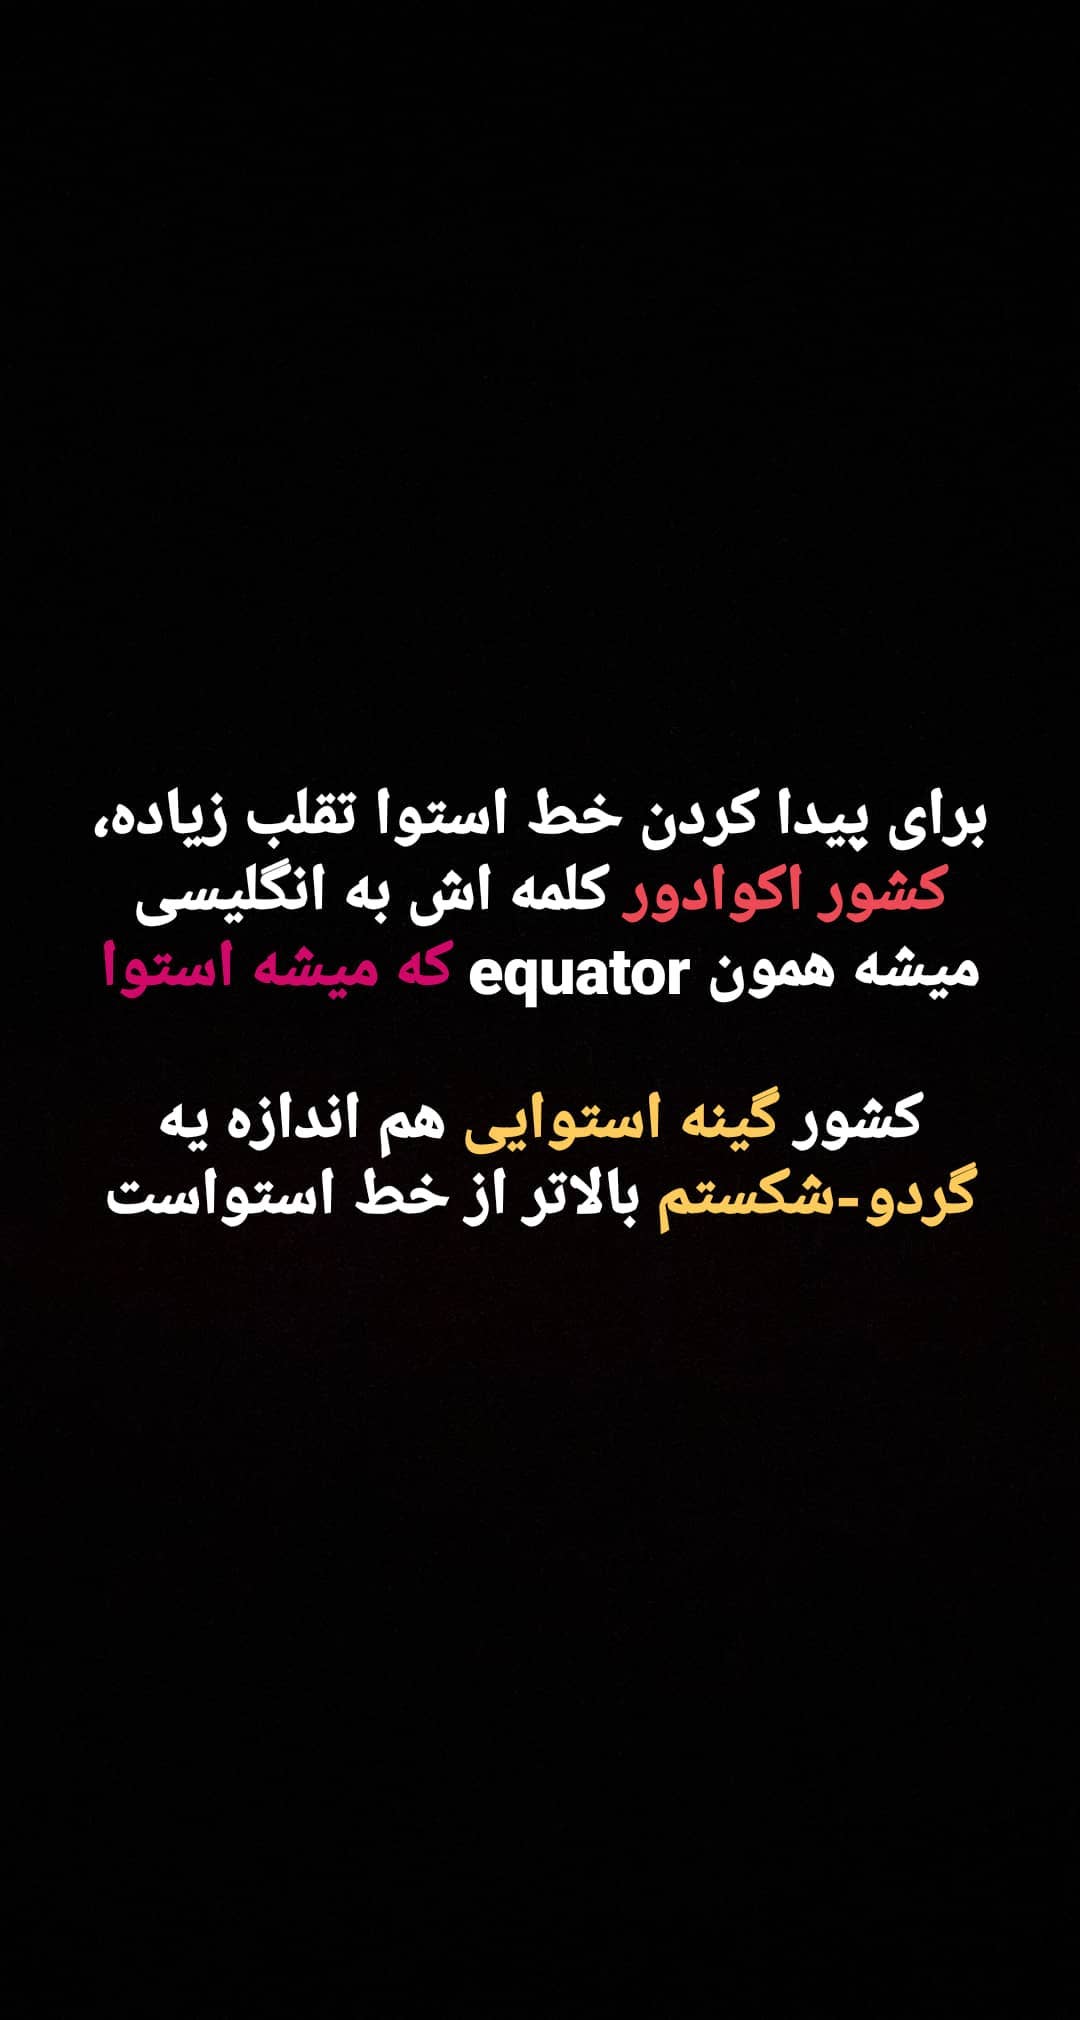 برای پیدا کردن خط استوا تقلب زیاده،
کشور اکوادور کلمه اش به انگلیسی
میشه همون equator که میشه استوا
کشور گینه استوایی هم اندازه یه
گردو-شکستم بالاتر از خط استواست